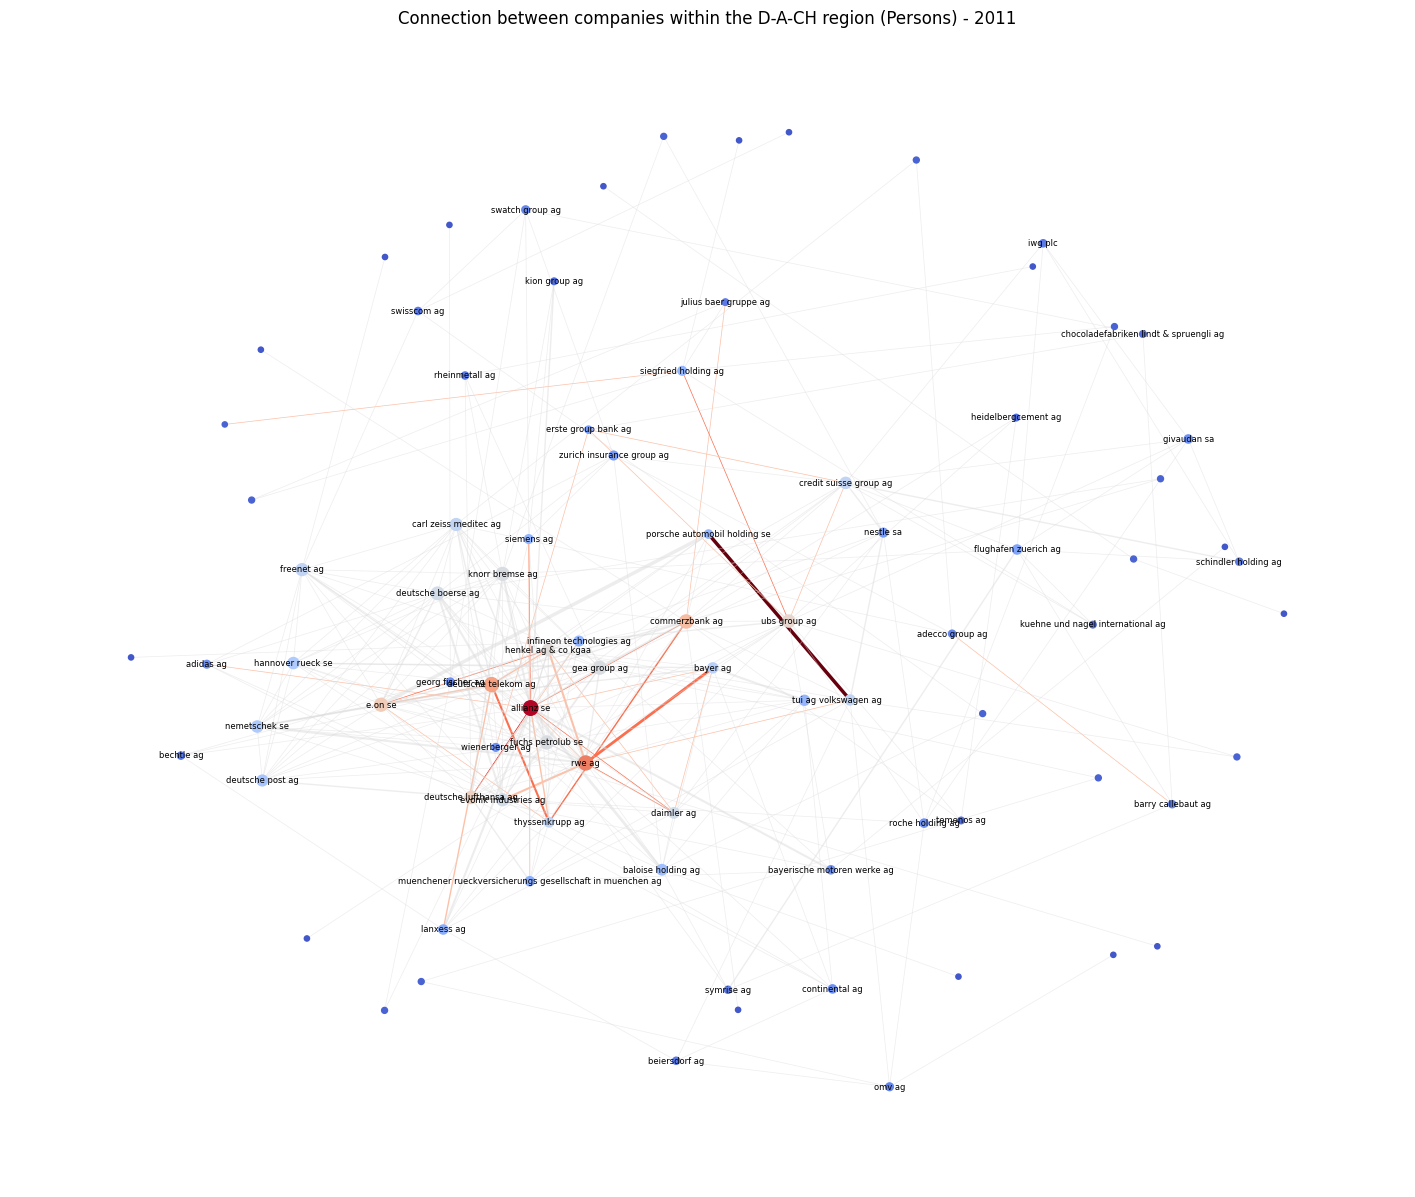 Connection between companies within the D-A-CH region (Persons) - 2011
swatch group ag
iwg plc
kion group ag
julius baer gruppe ag
swisscom ag
chocoladefabriken lindt & spruengli ag
siegfried holding ag
rheinmetall ag
heidelbergcement ag
erste group bank ag
givaudan sa
zurich insurance group ag
credit suisse group ag
carl zeiss meditec ag
nestle sa
porsche automobil holding se
siemens ag
flughafen zuerich ag
schindler holding ag
freenet ag
knorr bremse ag
deutsche boerse ag
commerzbank ag
ubs group ag
kuehne und nagel international ag
adecco group ag
infineon technologies ag
henkel ag & co kgaa
adidas ag
hannover rueck se
gea group ag
bayer ag
georg fischer ag
deutsche telekom ag
tui ag
volkswagen ag
e.on se
allianz se
nemetschek se
fuchs petrolub se
wienerberger ag
bechtle ag
rwe ag
deutsche post ag
deutsche lufthansa ag
evonik industries ag
barry callebaut ag
daimler ag
thyssenkrupp ag
roche holding ag
temenos ag
baloise holding ag
bayerische motoren werke ag
muenchener rueckversicherungs gesellschaft in muenchen ag
lanxess ag
symrise ag
continental ag
beiersdorf ag
omv ag